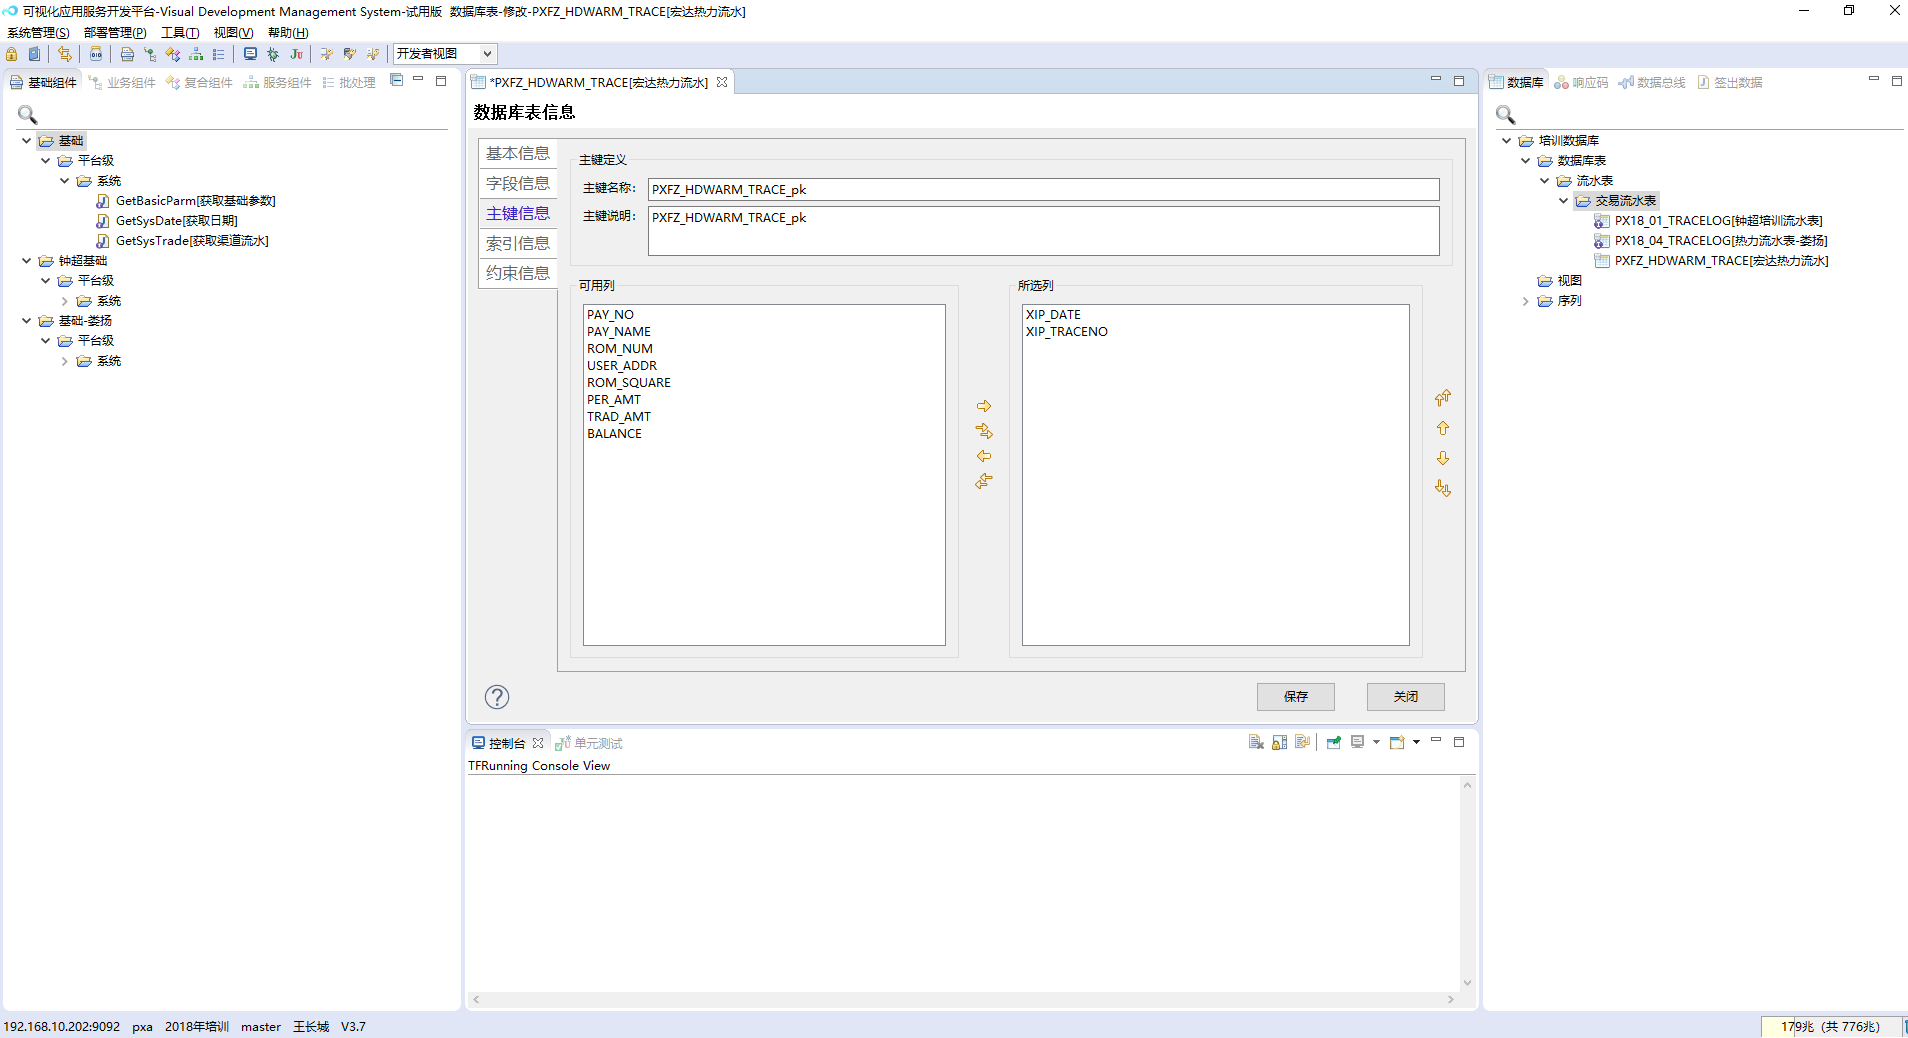 可视化应用服务开发平台-Visual Development Management System-试用版 数据库表-修改-PXFZ_HDWARM_TRACE[宏达热力流水]
系统管理(S) 部署管理(P) 工具(T) 视图(V) 帮助(H)
开发者视图
基础组件 业务组件 复合组件 服务组件 批处理
基础
平台级
系统
GetBasicParm[获取基础参数]
GetSysDate[获取日期]
GetSysTrade[获取渠道流水]
钟超基础
平台级
系统
基础-娄扬
平台级
系统
*PXFZ_HDWARM_TRACE[宏达热力流水]
数据库表信息
基本信息
字段信息
主键信息
索引信息
约束信息
主键定义
主键名称: PXFZ_HDWARM_TRACE_pk
主键说明: PXFZ_HDWARM_TRACE_pk
可用列
PAY_NO
PAY_NAME
ROM_NUM
USER_ADDR
ROM_SQUARE
PER_AMT
TRAD_AMT
BALANCE
所选列
XIP_DATE
XIP_TRACENO
保存 关闭
控制台 单元测试
TFRunning Console View
数据库 响应码 数据总线 签出数据
培训数据库
数据库表
流水表
交易流水表
PX18_01_TRACELOG[钟超培训流水表]
PX18_04_TRACELOG[热力流水表-娄扬]
PXFZ_HDWARM_TRACE[宏达热力流水]
视图
序列
192.168.10.202:9092 pxa 2018年培训 master 王长城 V3.7
179兆 (共 776兆)